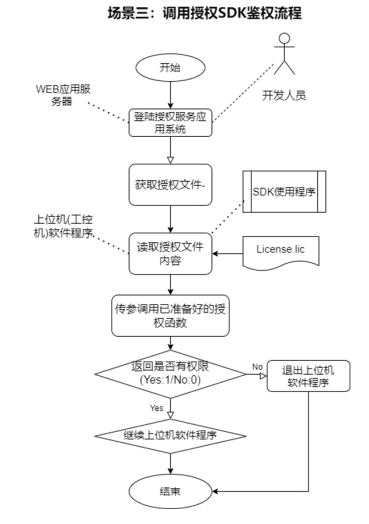 场景三：调用授权SDK鉴权流程
开始
WEB应用服
务器
开发人员
登陆授权服务应
用系统
获取授权文件-
SDK使用程序
上位机(工控
机)软件程序
读取授权文件
内容
License.lic
传参调用已准备好的授
权函数
返回是否有权限
(Yes:1/No:0)
No
退出上位机
软件程序
Yes
继续上位机软件程序
结束